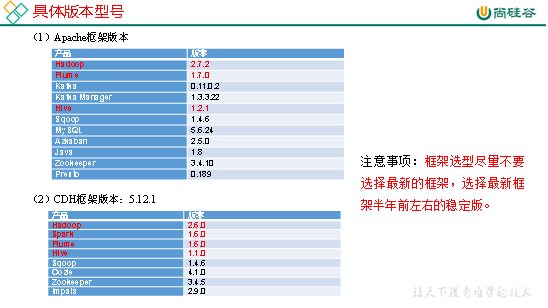 具体版本型号
尚硅谷
（1）Apache框架版本
产品 版本
Hadoop 2.7.2
Flume 1.7.0
Kafka 0.11.0.2
Kafka Manager 1.3.3.22
Hive 1.2.1
Sqoop 1.4.6
MySQL 5.6.24
Azkaban 2.5.0
Java 1.8
Zookeeper 3.4.10
Presto 0.189
注意事项：框架选型尽量不要
选择最新的框架，选择最新框
架半年前左右的稳定版。
（2）CDH框架版本：5.12.1
产品 版本
Hadoop 2.6.0
Spark 1.6.0
Flume 1.6.0
Hive 1.1.0
Sqoop 1.4.6
Oozie 4.1.0
Zookeeper 3.4.5
Impala 2.9.0
让天下没有难学的技术